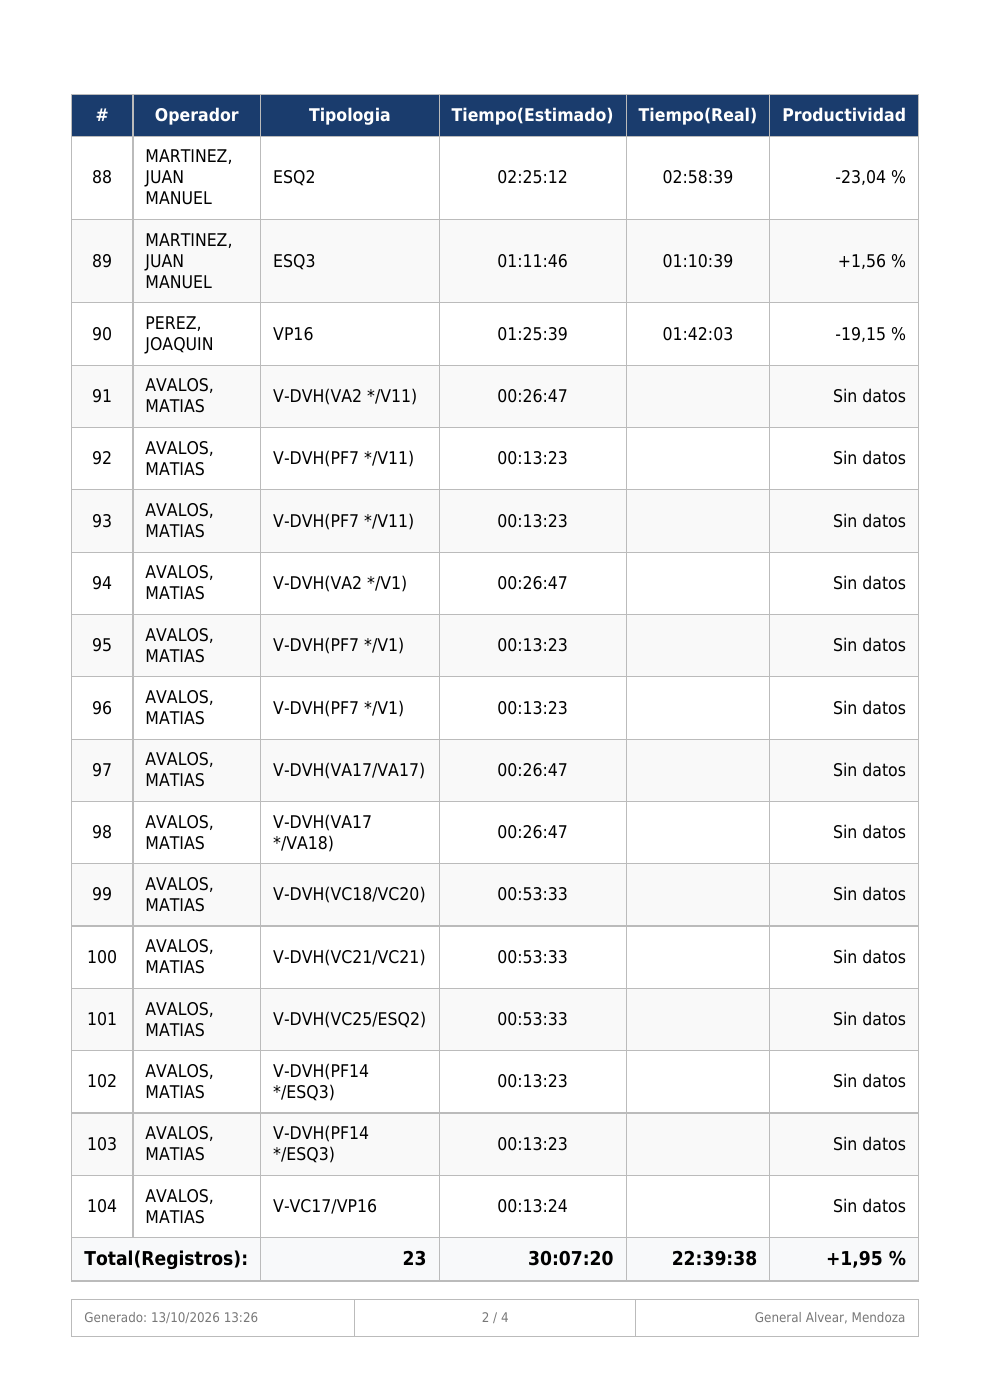 # Operador Tipologia Tiempo(Estimado) Tiempo(Real) Productividad
88 MARTINEZ, JUAN MANUEL ESQ2 02:25:12 02:58:39 -23,04 %
89 MARTINEZ, JUAN MANUEL ESQ3 01:11:46 01:10:39 +1,56 %
90 PEREZ, JOAQUIN VP16 01:25:39 01:42:03 -19,15 %
91 AVALOS, MATIAS V-DVH(VA2 */V11) 00:26:47 Sin datos
92 AVALOS, MATIAS V-DVH(PF7 */V11) 00:13:23 Sin datos
93 AVALOS, MATIAS V-DVH(PF7 */V11) 00:13:23 Sin datos
94 AVALOS, MATIAS V-DVH(VA2 */V1) 00:26:47 Sin datos
95 AVALOS, MATIAS V-DVH(PF7 */V1) 00:13:23 Sin datos
96 AVALOS, MATIAS V-DVH(PF7 */V1) 00:13:23 Sin datos
97 AVALOS, MATIAS V-DVH(VA17/VA17) 00:26:47 Sin datos
98 AVALOS, MATIAS V-DVH(VA17 */VA18) 00:26:47 Sin datos
99 AVALOS, MATIAS V-DVH(VC18/VC20) 00:53:33 Sin datos
100 AVALOS, MATIAS V-DVH(VC21/VC21) 00:53:33 Sin datos
101 AVALOS, MATIAS V-DVH(VC25/ESQ2) 00:53:33 Sin datos
102 AVALOS, MATIAS V-DVH(PF14 */ESQ3) 00:13:23 Sin datos
103 AVALOS, MATIAS V-DVH(PF14 */ESQ3) 00:13:23 Sin datos
104 AVALOS, MATIAS V-VC17/VP16 00:13:24 Sin datos
Total(Registros): 23 30:07:20 22:39:38 +1,95 %
Generado: 13/10/2026 13:26 2 / 4 General Alvear, Mendoza